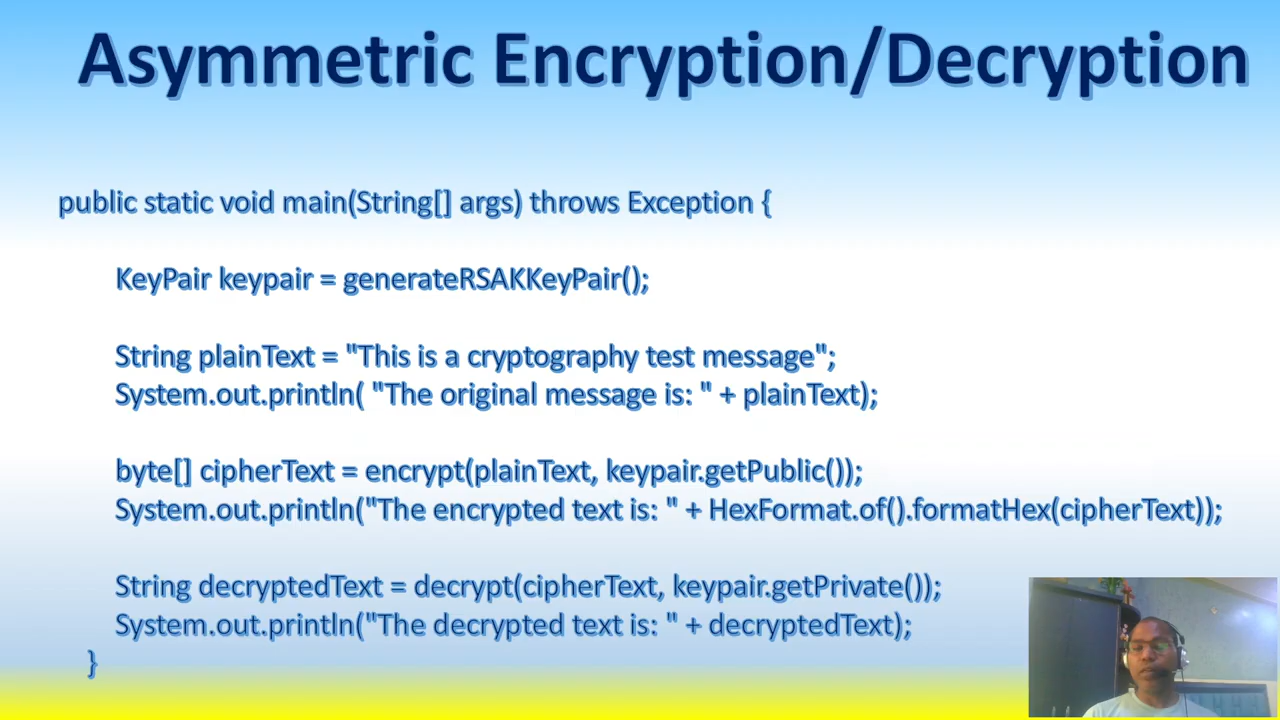 Asymmetric Encryption/Decryption
public static void main(String[] args) throws Exception {
KeyPair keypair = generateRSAKKeyPair();
String plainText = "This is a cryptography test message";
System.out.println( "The original message is: " + plainText);
byte[] cipherText = encrypt(plainText, keypair.getPublic());
System.out.println("The encrypted text is: " + HexFormat.of().formatHex(cipherText));
String decryptedText = decrypt(cipherText, keypair.getPrivate());
System.out.println("The decrypted text is: " + decryptedText);
}